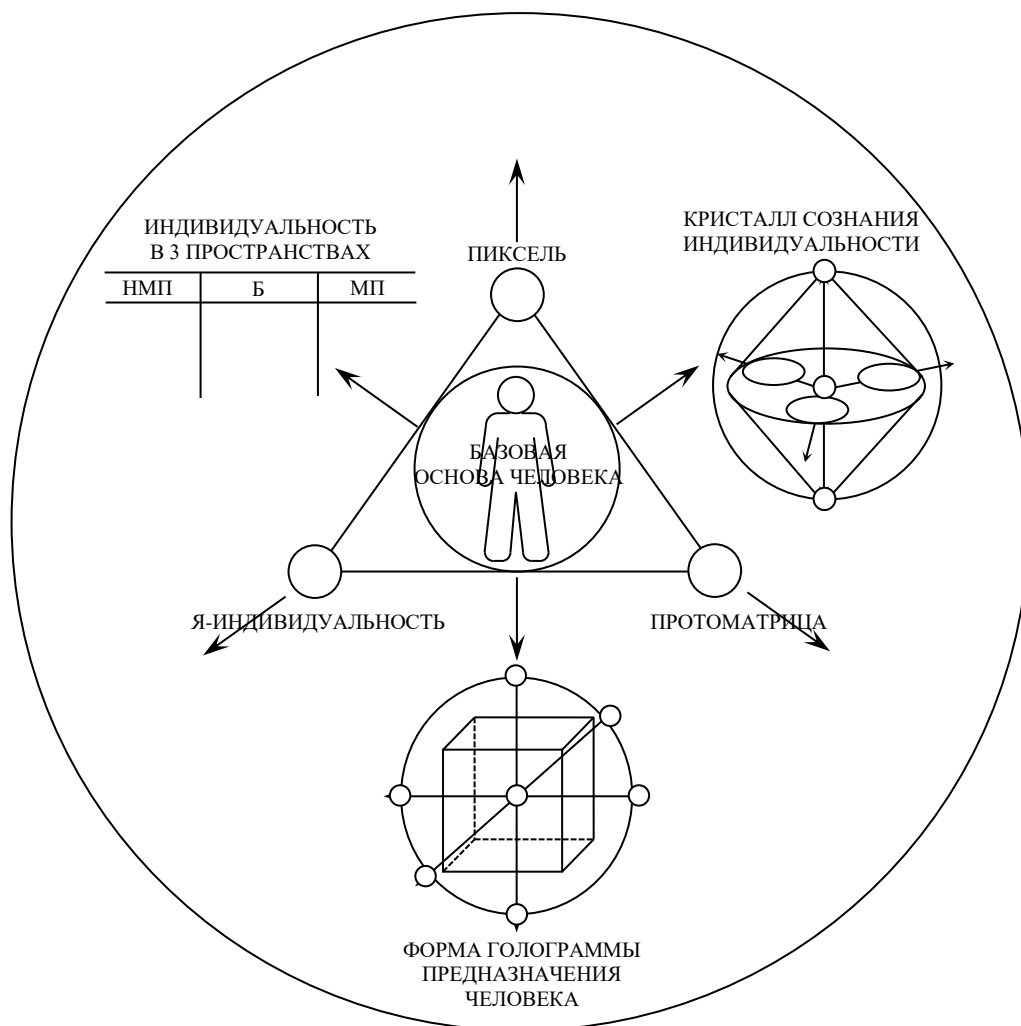 ИНДИВИДУАЛЬНОСТЬ
В 3 ПРОСТРАНСТВАХ
НМП Б МП
ПИКСЕЛЬ
КРИСТАЛЛ СОЗНАНИЯ
ИНДИВИДУАЛЬНОСТИ
БАЗОВАЯ
ОСНОВА ЧЕЛОВЕКА
Я-ИНДИВИДУАЛЬНОСТЬ
ПРОТОМАТРИЦА
ФОРМА ГОЛОГРАММЫ
ПРЕДНАЗНАЧЕНИЯ
ЧЕЛОВЕКА